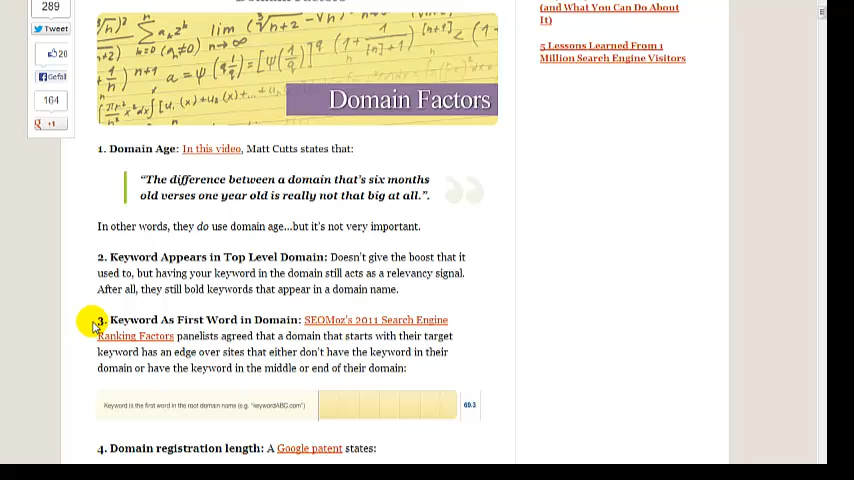 289
Tweet
20
Gefäll
164
+1
Domain Factors
1. Domain Age: In this video, Matt Cutts states that:
“The difference between a domain that’s six months
old verses one year old is really not that big at all.”.
In other words, they do use domain age...but it’s not very important.
2. Keyword Appears in Top Level Domain: Doesn’t give the boost that it
used to, but having your keyword in the domain still acts as a relevancy signal.
After all, they still bold keywords that appear in a domain name.
3. Keyword As First Word in Domain: SEOMoz’s 2011 Search Engine
Ranking Factors panelists agreed that a domain that starts with their target
keyword has an edge over sites that either don’t have the keyword in their
domain or have the keyword in the middle or end of their domain:
Keyword is the first word in the root domain name (e.g. "keywordABC.com")
69.3
4. Domain registration length: A Google patent states:
(and What You Can Do About
It)
5 Lessons Learned From 1
Million Search Engine Visitors